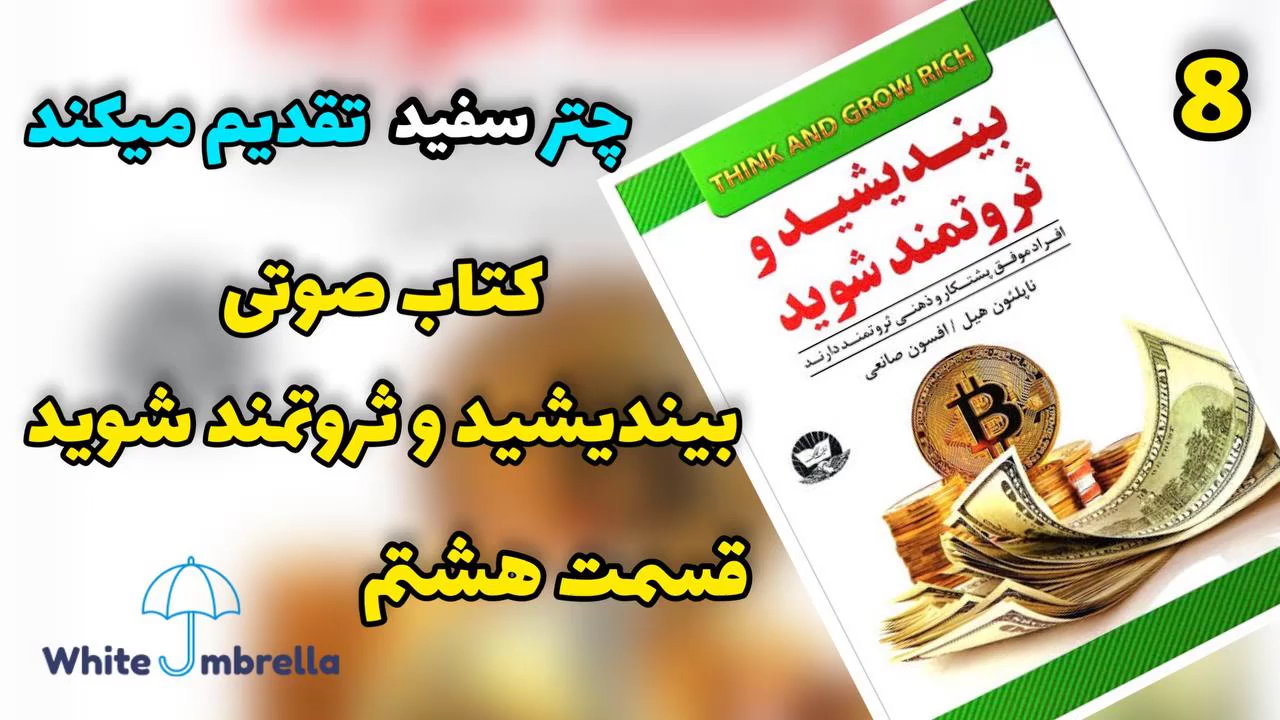 چتر سفید تقدیم میکند
کتاب صوتی
بیندیشید و ثروتمند شوید
قسمت هشتم
White Umbrella
8
THINK AND GROW RICH
بیندیشید و
ثروتمند شوید
افراد موفق پشتکار و ذهنی ثروتمند دارند
ناپلئون هیل / افسون صانعی